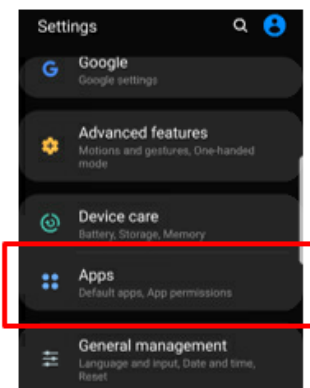 Settings
Google
Google settings
Advanced features
Motions and gestures, One-handed
mode
Device care
Battery, Storage, Memory
Apps
Default apps, App permissions
General management
Language and input, Date and time,
Reset